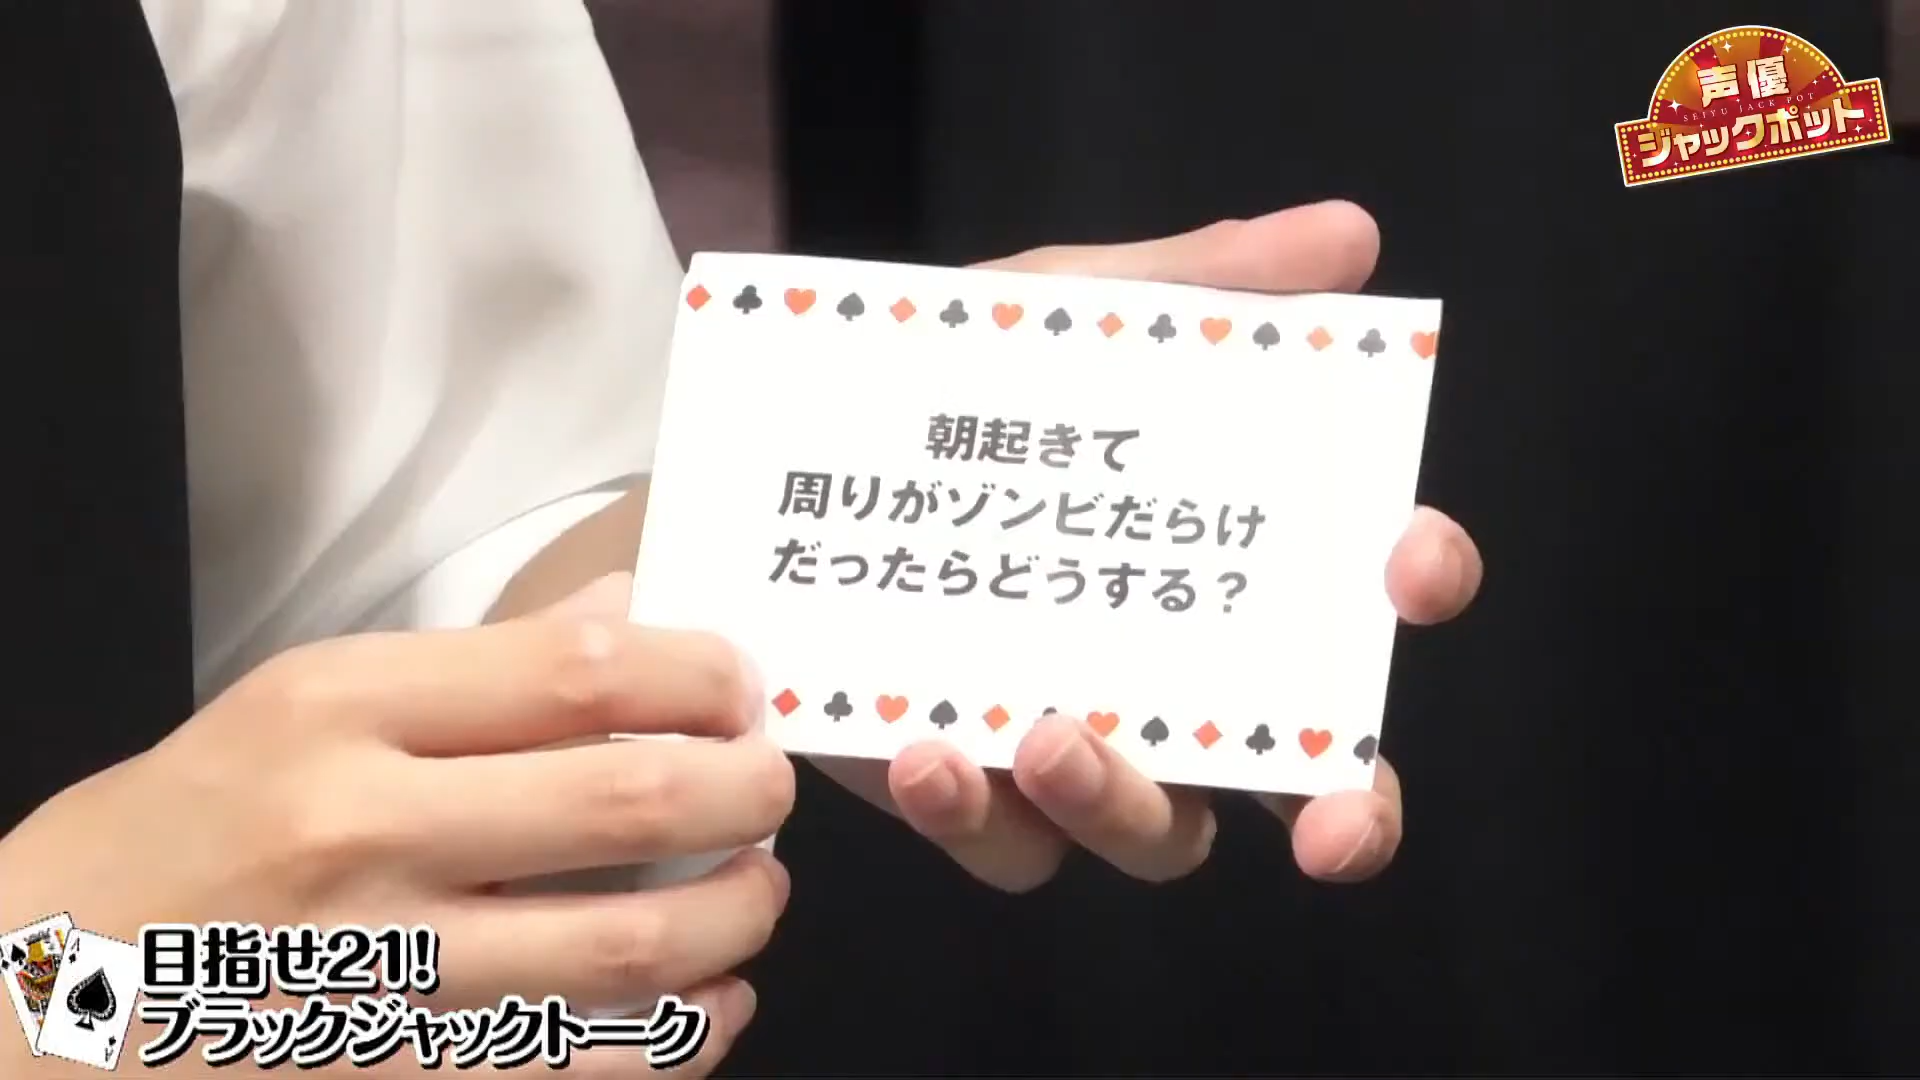 声優
SEIYU JACK POT
ジャックポット
朝起きて
周りがゾンビだらけ
だったらどうする？
目指せ21!
ブラックジャックトーク